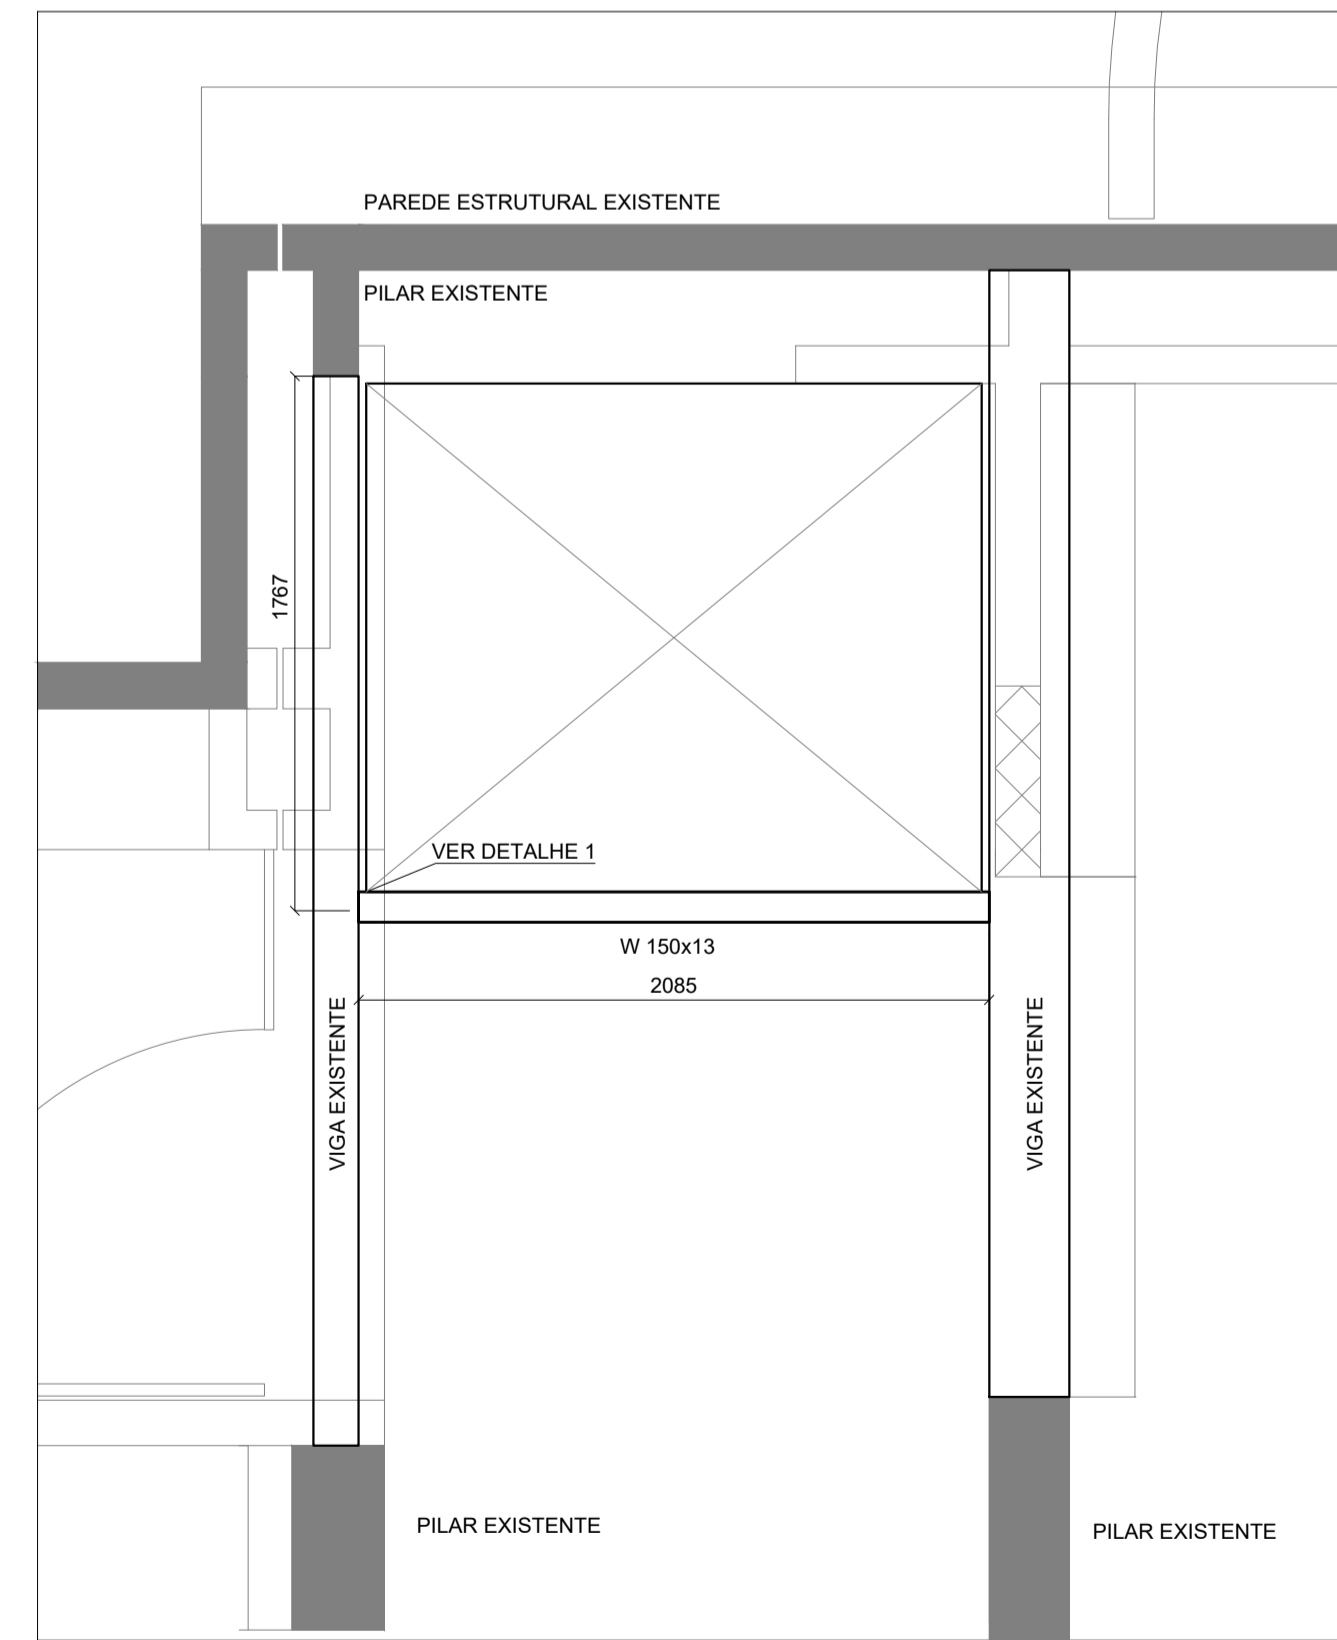 PAREDE ESTRUTURAL EXISTENTE
PILAR EXISTENTE
1767
VER DETALHE 1
W 150x13
2085
VIGA EXISTENTE
VIGA EXISTENTE
PILAR EXISTENTE
PILAR EXISTENTE